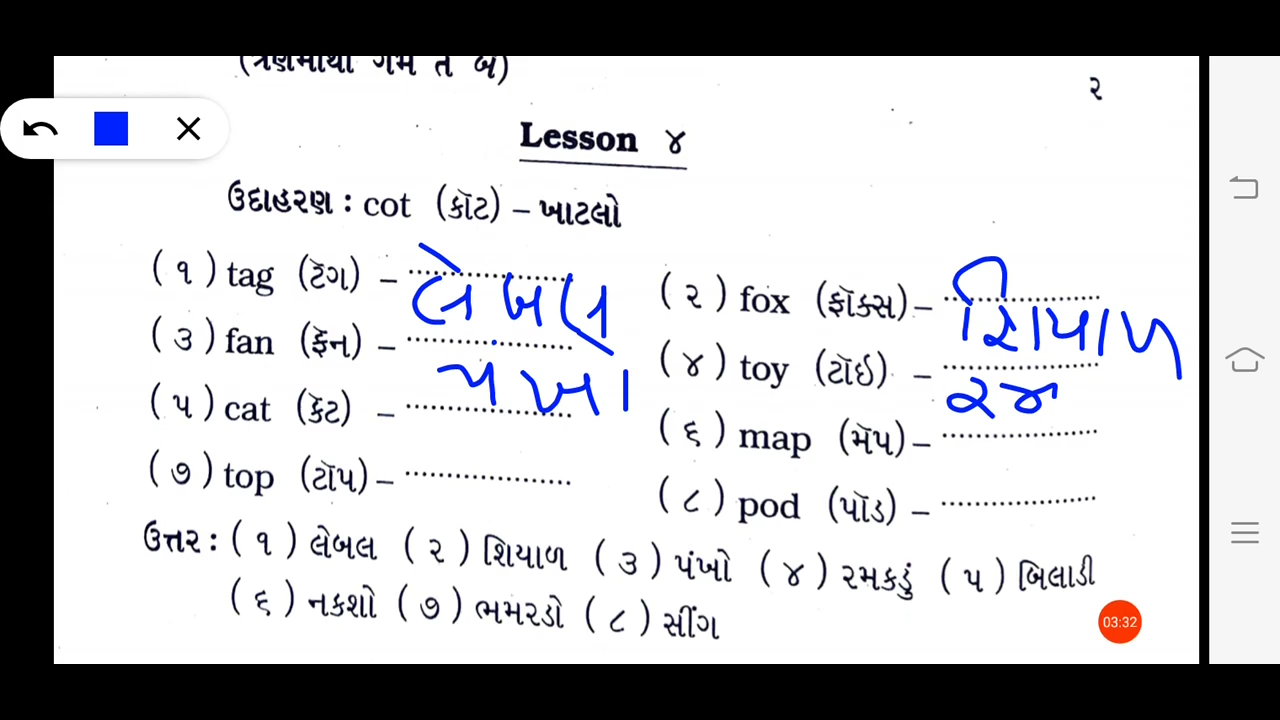 (ત્રણમાંથી ગમે તે બે)
૨
Lesson ૪
ઉદાહરણ : cot (કૉટ) – ખાટલો
(૧) tag (ટૅગ) – લેબલ (૨) fox (ફૉક્સ) – શિયાળ
(૩) fan (ફૅન) – પંખા (૪) toy (ટૉઇ) – રમ
(૫) cat (કૅટ) – (૬) map (મૅપ) –
(૭) top (ટૉપ) – (૮) pod (પૉડ) –
ઉત્તર : (૧) લેબલ (૨) શિયાળ (૩) પંખો (૪) રમકડું (૫) બિલાડી
(૬) નકશો (૭) ભમરડો (૮) સીંગ
03:32